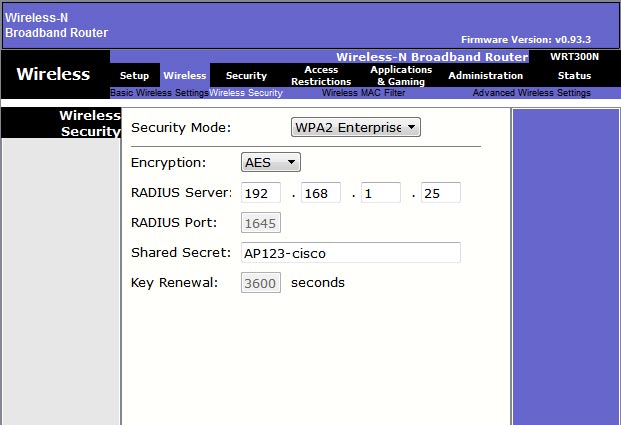 Wireless-N
Broadband Router
Firmware Version: v0.93.3
Wireless-N Broadband Router WRT300N
Wireless
Setup Wireless Security Access Restrictions Applications & Gaming Administration Status
Basic Wireless Settings Wireless Security Wireless MAC Filter Advanced Wireless Settings
Wireless
Security
Security Mode: WPA2 Enterprise
Encryption: AES
RADIUS Server: 192 . 168 . 1 . 25
RADIUS Port: 1645
Shared Secret: AP123-cisco
Key Renewal: 3600 seconds